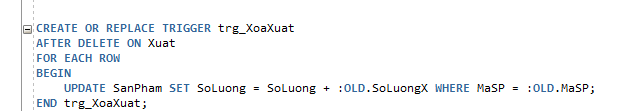 CREATE OR REPLACE TRIGGER trg_XoaXuat
AFTER DELETE ON Xuat
FOR EACH ROW
BEGIN
    UPDATE SanPham SET SoLuong = SoLuong + :OLD.SoLuongX WHERE MaSP = :OLD.MaSP;
END trg_XoaXuat;